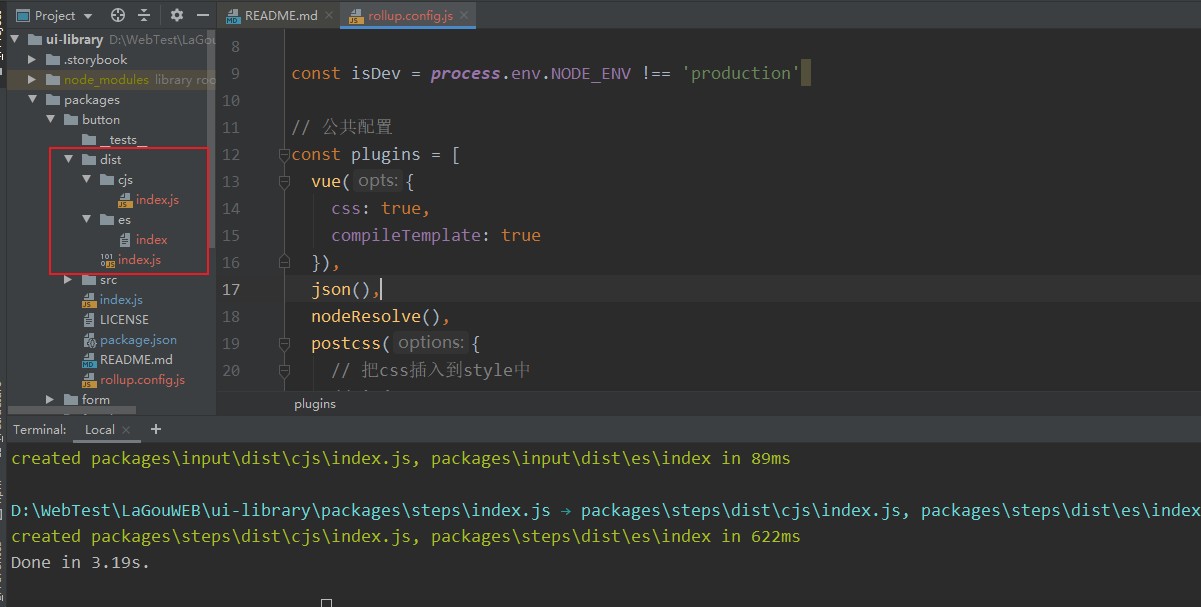 Project
README.md
rollup.config.js
ui-library D:\WebTest\LaGou
.storybook
node_modules library roo
packages
button
__tests__
dist
cjs
index.js
es
index
index.js
src
index.js
LICENSE
package.json
README.md
rollup.config.js
form
8
9 const isDev = process.env.NODE_ENV !== 'production'
10
11 // 公共配置
12 const plugins = [
13 vue( opts: {
14 css: true,
15 compileTemplate: true
16 }),
17 json(),
18 nodeResolve(),
19 postcss( options: {
20 // 把css插入到style中
plugins
Terminal: Local +
created packages\input\dist\cjs\index.js, packages\input\dist\es\index in 89ms
D:\WebTest\LaGouWEB\ui-library\packages\steps\index.js → packages\steps\dist\cjs\index.js, packages\steps\dist\es\index
created packages\steps\dist\cjs\index.js, packages\steps\dist\es\index in 622ms
Done in 3.19s.